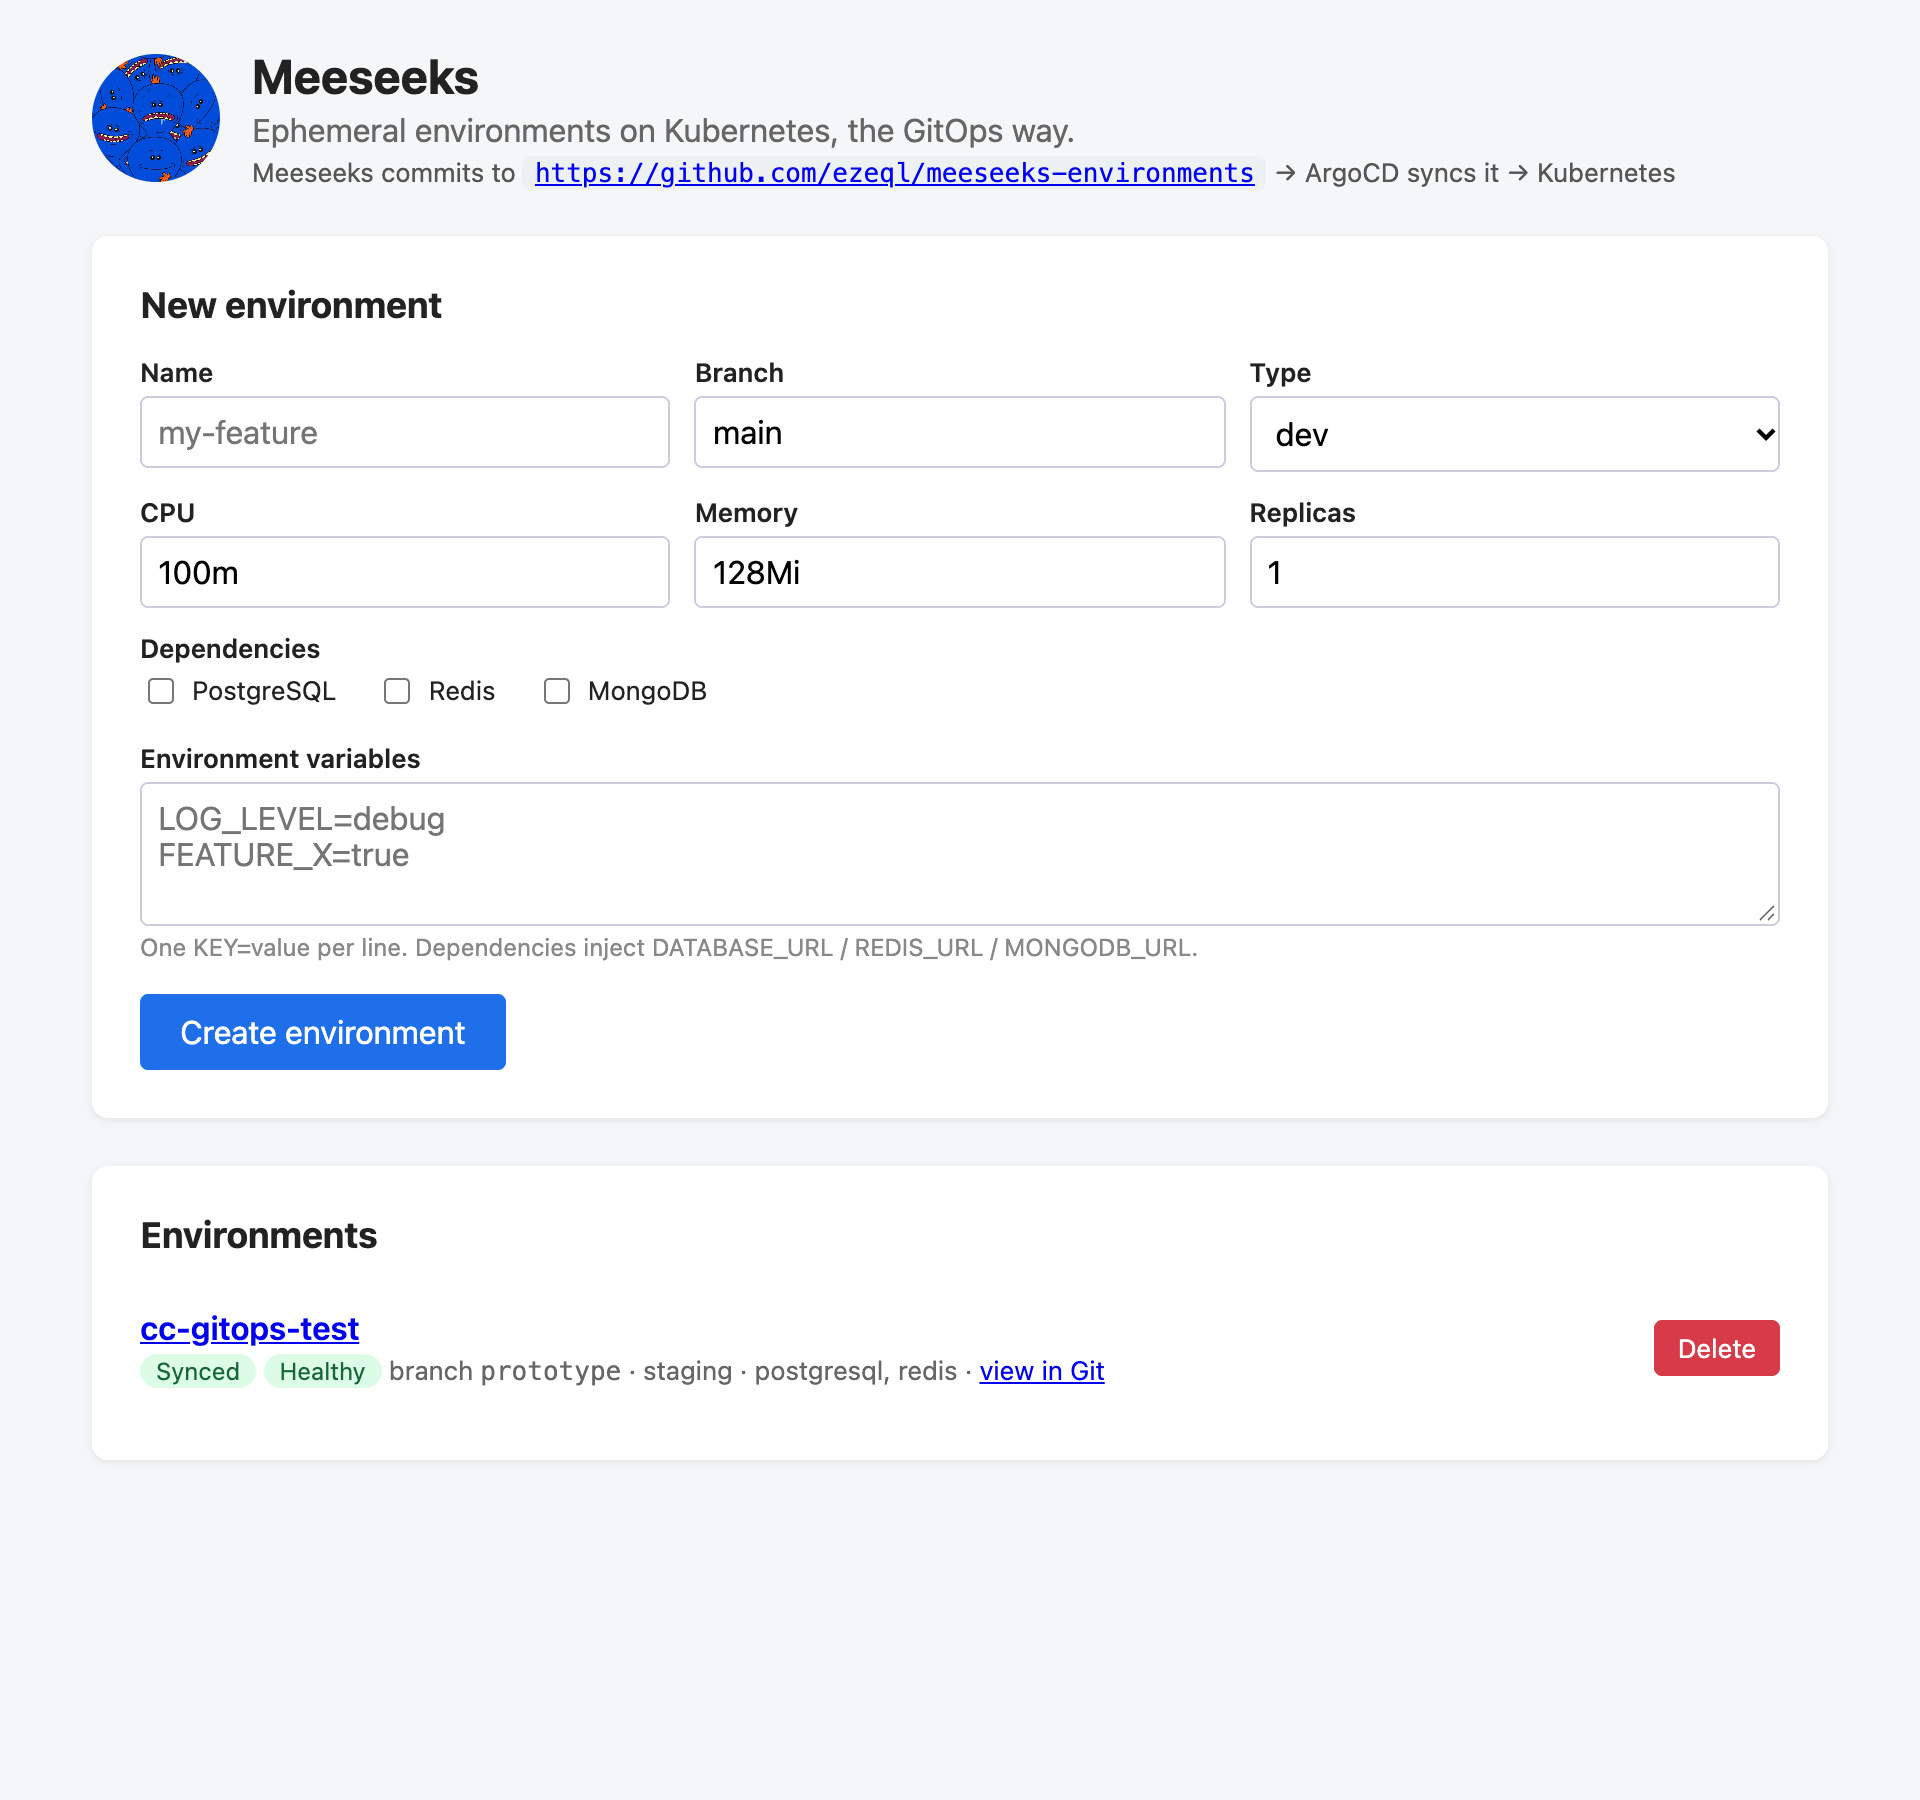 Meeseeks
Ephemeral environments on Kubernetes, the GitOps way.
Meeseeks commits to https://github.com/ezeql/meeseeks-environments → ArgoCD syncs it → Kubernetes
New environment
Name Branch Type
my-feature main dev
CPU Memory Replicas
100m 128Mi 1
Dependencies
PostgreSQL Redis MongoDB
Environment variables
LOG_LEVEL=debug
FEATURE_X=true
One KEY=value per line. Dependencies inject DATABASE_URL / REDIS_URL / MONGODB_URL.
Create environment
Environments
cc-gitops-test
Delete
Synced Healthy branch prototype · staging · postgresql, redis · view in Git